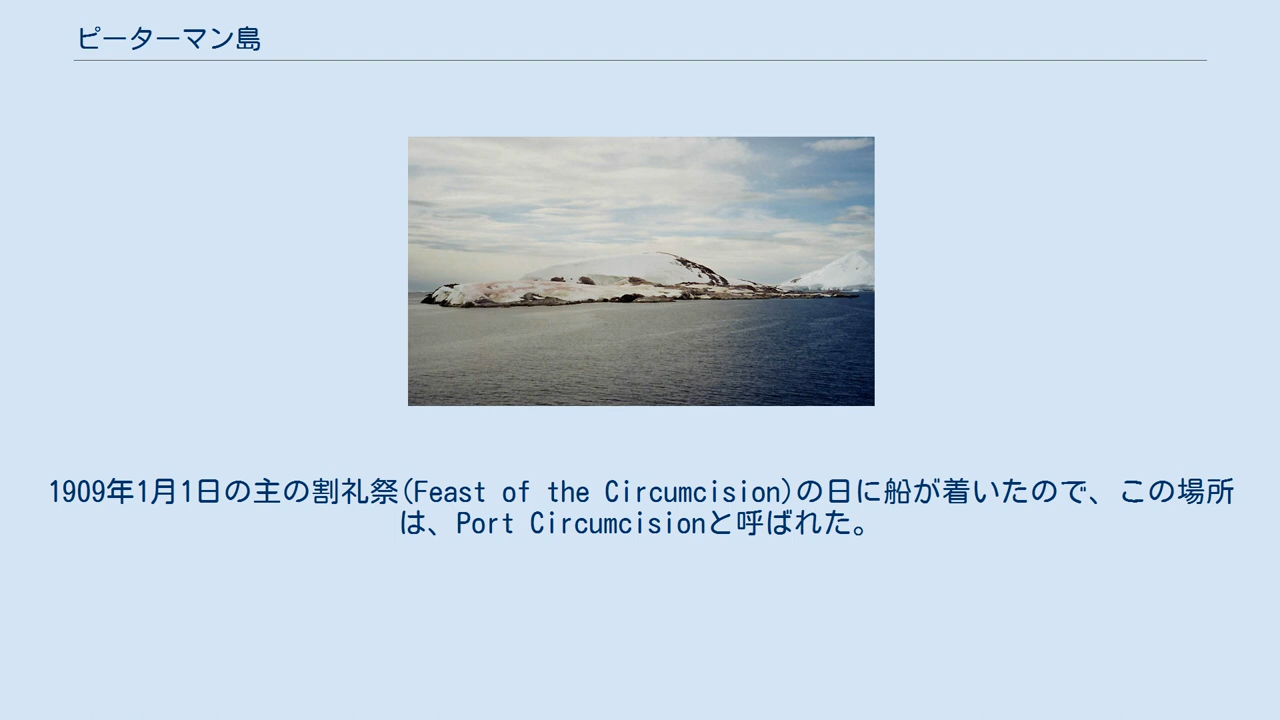 ピーターマン島
1909年1月1日の主の割礼祭(Feast of the Circumcision)の日に船が着いたので、この場所
は、Port Circumcisionと呼ばれた。